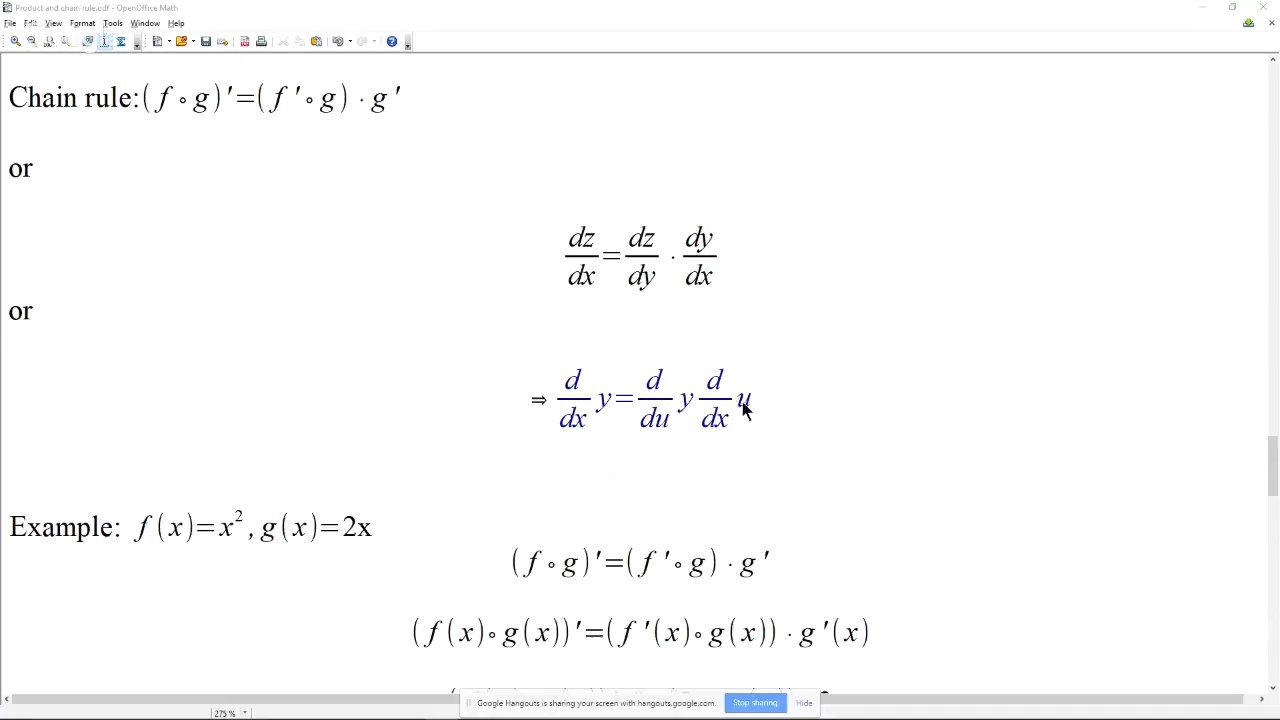 Product and chain rule.odf - OpenOffice Math
File Edit View Format Tools Window Help
Chain rule:(f∘g)'=(f'∘g)·g'
or
dz/dx=dz/dy·dy/dx
or
⇒ d/dx y=d/du y d/dx u
Example: f(x)=x²,g(x)=2x
(f∘g)'=(f'∘g)·g'
(f(x)∘g(x))'=(f'(x)∘g(x))·g'(x)
Google Hangouts is sharing your screen with hangouts.google.com. Stop sharing Hide
275 %